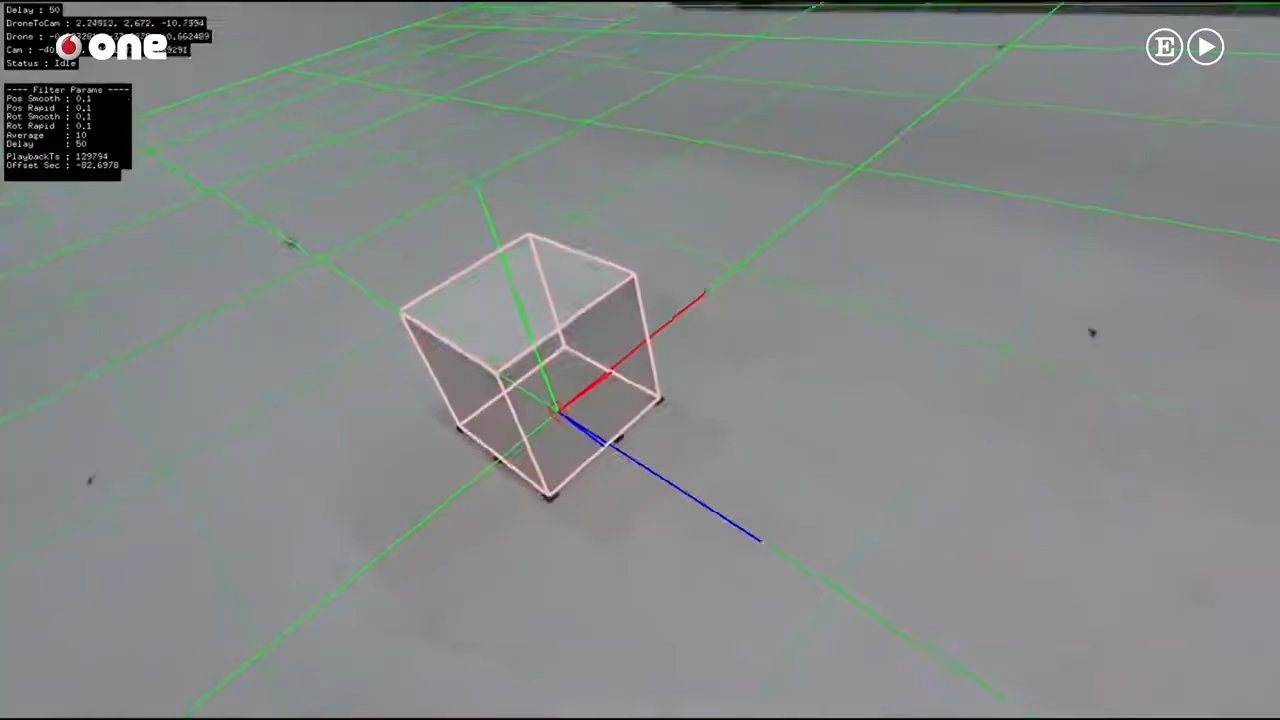 Delay : 50
DroneToCam : 2.24912, 2.672, -10.7394
Drone :
one
Cam :
Status : Idle
E
---- Filter Params ----
Pos Smooth : 0.1
Pos Rapid : 0.1
Rot Smooth : 0.1
Rot Rapid : 0.1
Average : 10
Delay : 50
PlaybackTs : 129794
Offset Sec : -82.6978